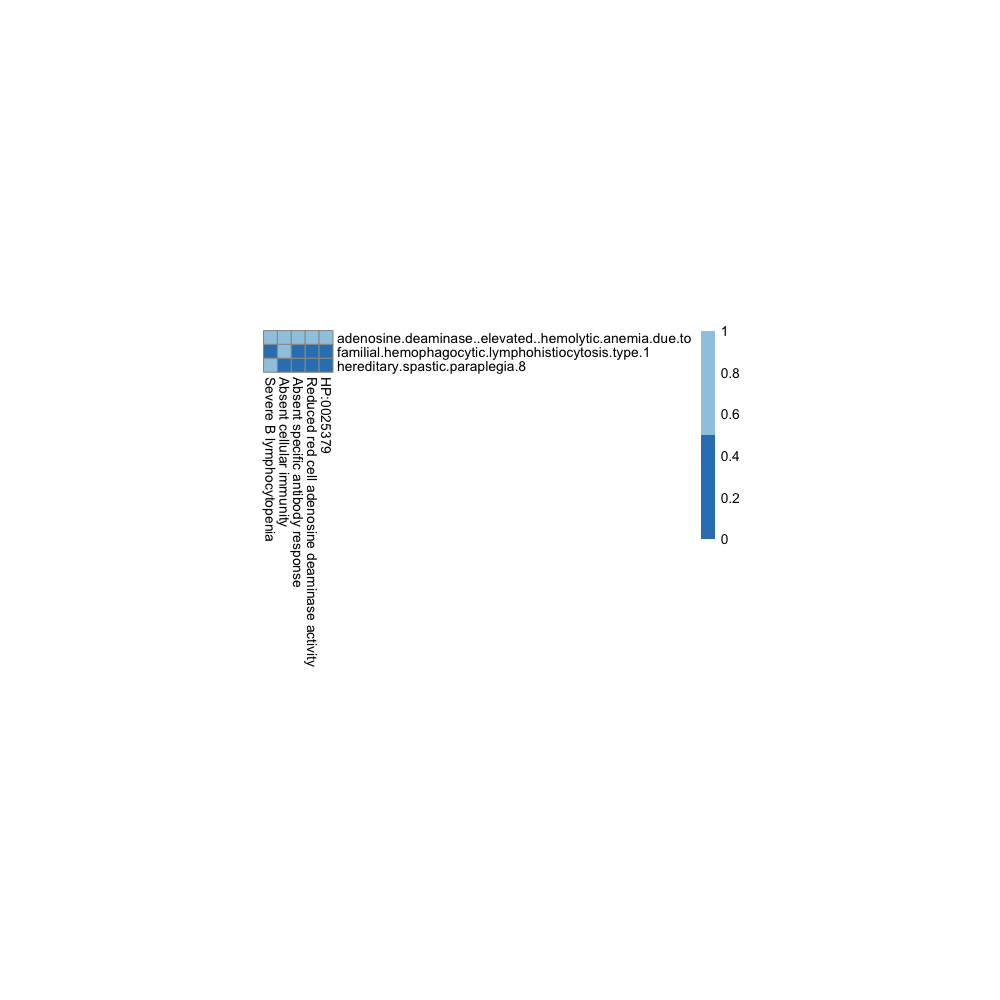 adenosine.deaminase..elevated..hemolytic.anemia.due.to
familial.hemophagocytic.lymphohistiocytosis.type.1
hereditary.spastic.paraplegia.8
Severe B lymphocytopenia
Absent cellular immunity
Absent specific antibody response
Reduced red cell adenosine deaminase activity
HP:0025379
1
0.8
0.6
0.4
0.2
0